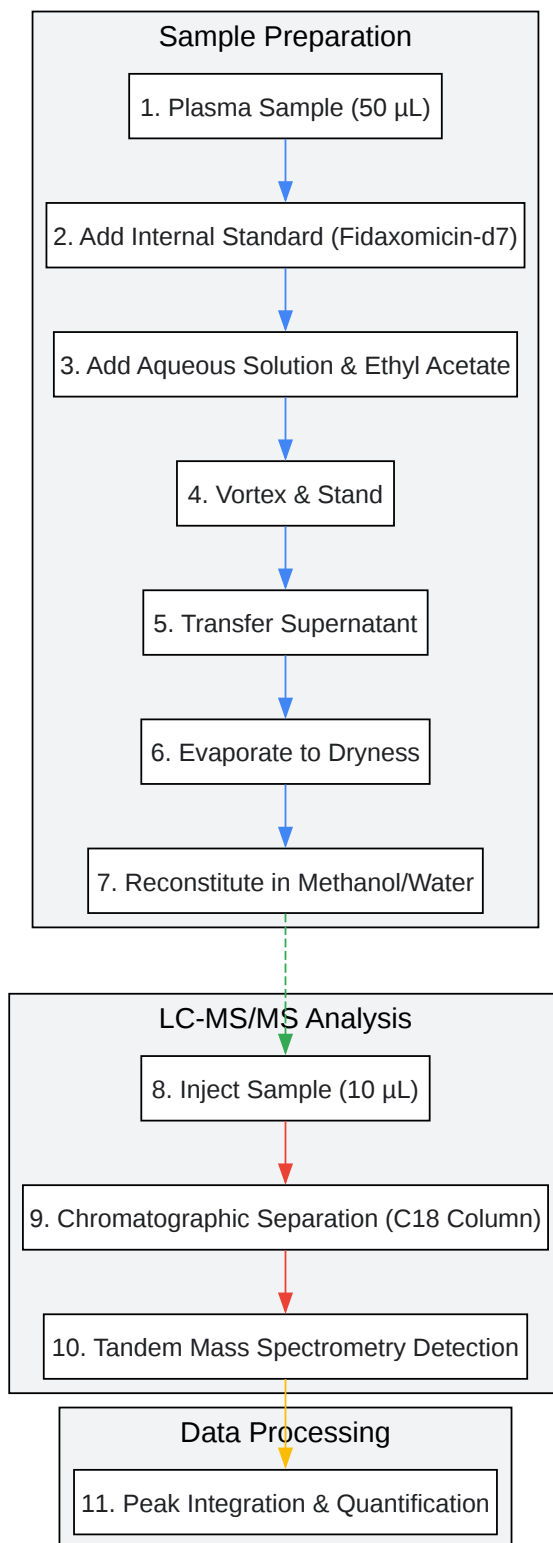 Sample Preparation
1. Plasma Sample (50 µL)
2. Add Internal Standard (Fidaxomicin-d7)
3. Add Aqueous Solution & Ethyl Acetate
4. Vortex & Stand
5. Transfer Supernatant
6. Evaporate to Dryness
7. Reconstitute in Methanol/Water
LC-MS/MS Analysis
8. Inject Sample (10 µL)
9. Chromatographic Separation (C18 Column)
10. Tandem Mass Spectrometry Detection
Data Processing
11. Peak Integration & Quantification